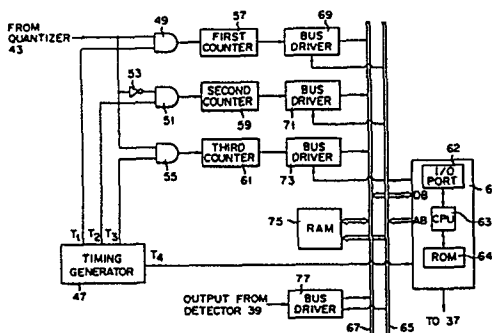 FROM
QUANTIZER
43
49
57
FIRST
COUNTER
69
BUS
DRIVER
53
51
SECOND
COUNTER
59
BUS
DRIVER
71
55
THIRD
COUNTER
61
BUS
DRIVER
73
62
I/O
PORT
6
DB
75
RAM
AB
CPU
63
ROM
64
T1 T2 T3
T4
TIMING
GENERATOR
47
77
OUTPUT FROM
DETECTOR 39
BUS
DRIVER
67
65
TO 37